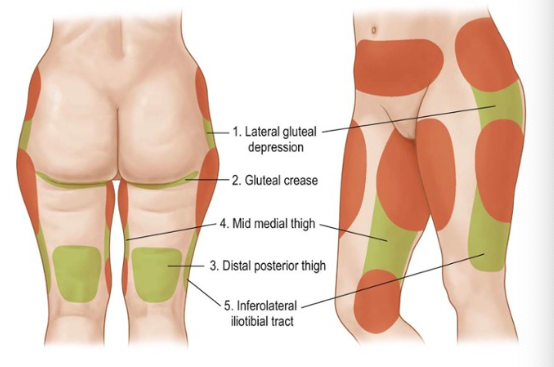 1. Lateral gluteal
depression
2. Gluteal crease
4. Mid medial thigh
3. Distal posterior thigh
5. Inferolateral
iliotibial tract